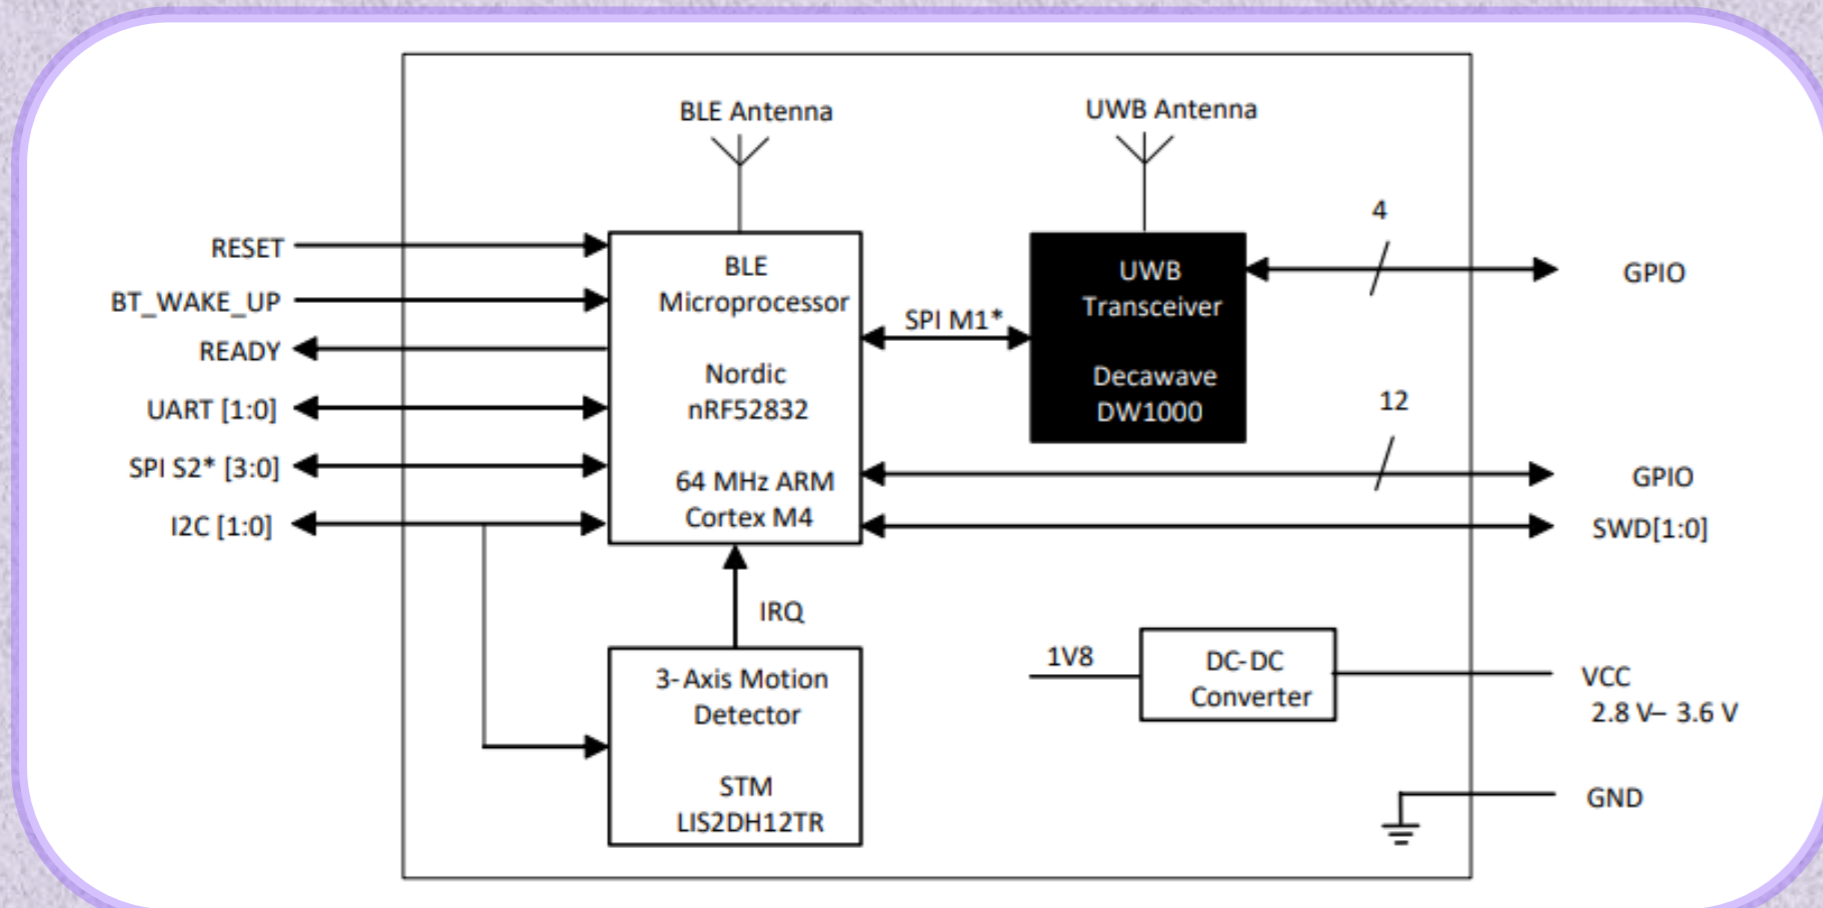 BLE Antenna
UWB Antenna
4
RESET
BT_WAKE_UP
READY
UART [1:0]
SPI S2* [3:0]
I2C [1:0]
BLE
Microprocessor
Nordic
nRF52832
64 MHz ARM
Cortex M4
SPI M1*
UWB
Transceiver
Decawave
DW1000
GPIO
12
GPIO
SWD[1:0]
IRQ
3-Axis Motion
Detector
STM
LIS2DH12TR
1V8
DC-DC
Converter
VCC
2.8 V– 3.6 V
GND